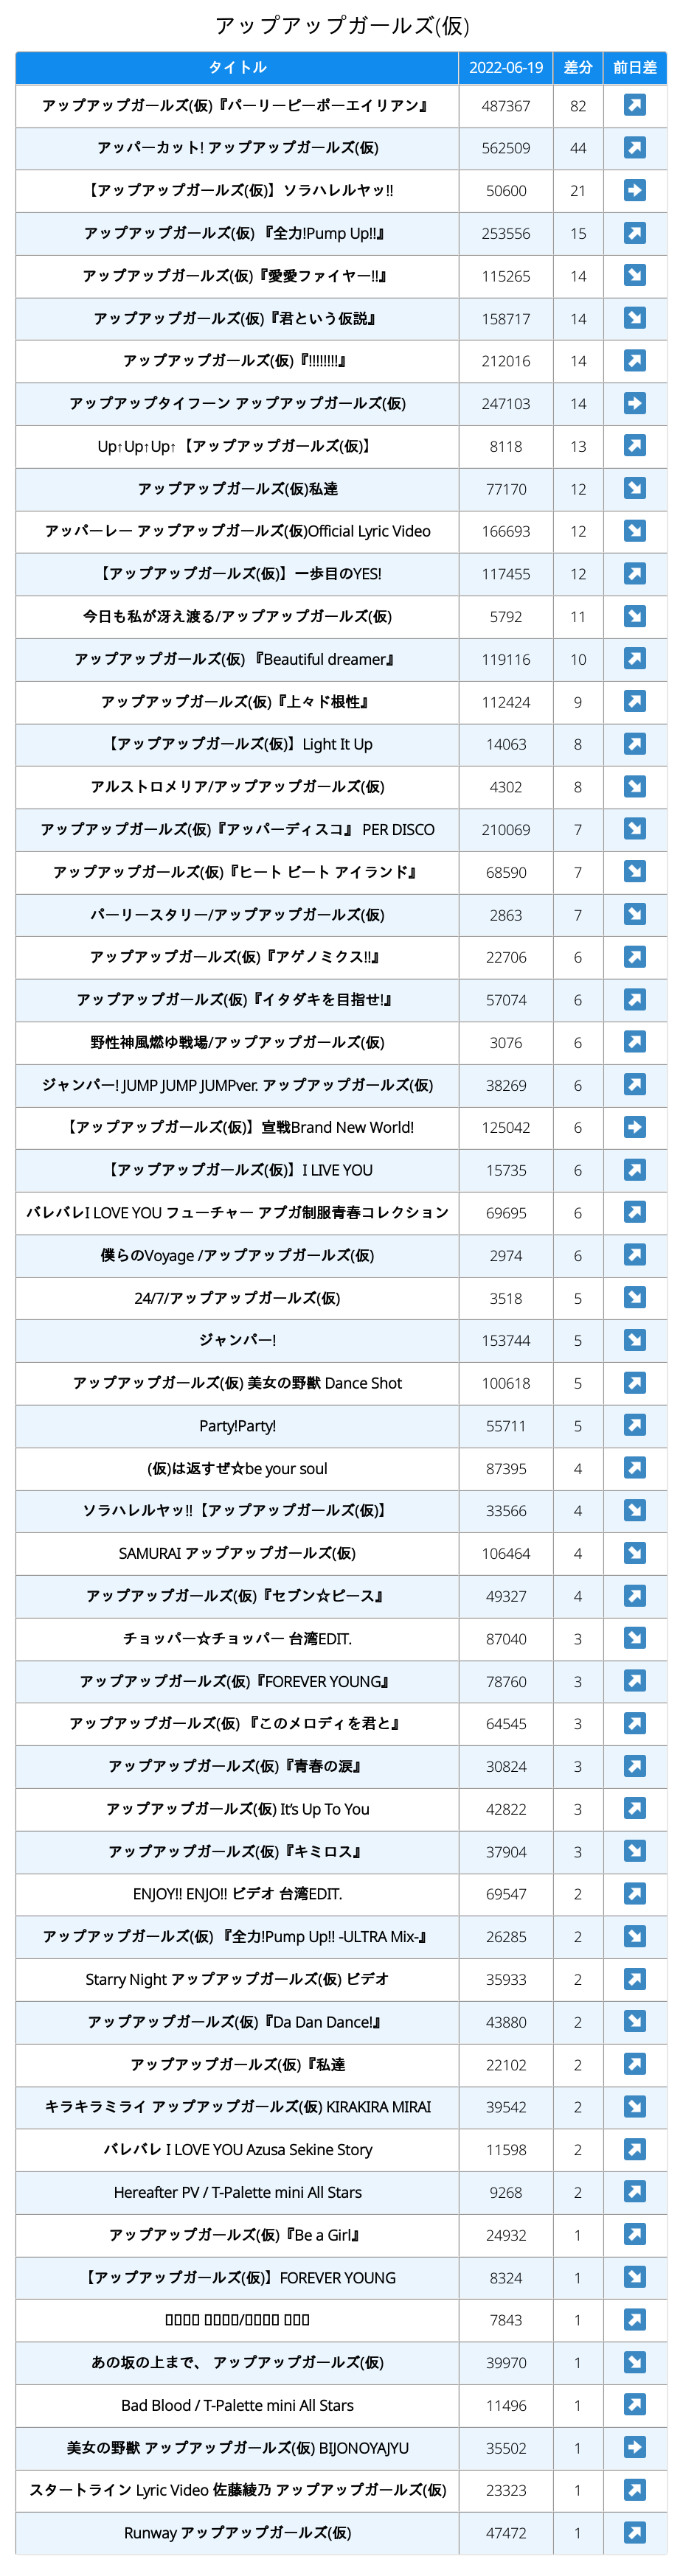 アップアップガールズ(仮)
タイトル 2022-06-19 差分 前日差
アップアップガールズ(仮)『パーリーピーポーエイリアン』 487367 82
アッパーカット! アップアップガールズ(仮) 562509 44
【アップアップガールズ(仮)】ソラハレルヤッ!! 50600 21
アップアップガールズ(仮) 『全力!Pump Up!!』 253556 15
アップアップガールズ(仮)『愛愛ファイヤー!!』 115265 14
アップアップガールズ(仮)『君という仮説』 158717 14
アップアップガールズ(仮)『!!!!!!!!』 212016 14
アップアップタイフーン アップアップガールズ(仮) 247103 14
Up↑Up↑Up↑【アップアップガールズ(仮)】 8118 13
アップアップガールズ(仮)私達 77170 12
アッパーレー アップアップガールズ(仮)Official Lyric Video 166693 12
【アップアップガールズ(仮)】一歩目のYES! 117455 12
今日も私が冴え渡る/アップアップガールズ(仮) 5792 11
アップアップガールズ(仮) 『Beautiful dreamer』 119116 10
アップアップガールズ(仮)『上々ド根性』 112424 9
【アップアップガールズ(仮)】Light It Up 14063 8
アルストロメリア/アップアップガールズ(仮) 4302 8
アップアップガールズ(仮)『アッパーディスコ』 PER DISCO 210069 7
アップアップガールズ(仮)『ヒート ビート アイランド』 68590 7
パーリースタリー/アップアップガールズ(仮) 2863 7
アップアップガールズ(仮)『アゲノミクス!!』 22706 6
アップアップガールズ(仮)『イタダキを目指せ!』 57074 6
野性神風燃ゆ戦場/アップアップガールズ(仮) 3076 6
ジャンパー! JUMP JUMP JUMPver. アップアップガールズ(仮) 38269 6
【アップアップガールズ(仮)】宣戦Brand New World! 125042 6
【アップアップガールズ(仮)】I LIVE YOU 15735 6
バレバレI LOVE YOU フューチャー アプガ制服青春コレクション 69695 6
僕らのVoyage /アップアップガールズ(仮) 2974 6
24/7/アップアップガールズ(仮) 3518 5
ジャンパー! 153744 5
アップアップガールズ(仮) 美女の野獣 Dance Shot 100618 5
Party!Party! 55711 5
(仮)は返すぜ☆be your soul 87395 4
ソラハレルヤッ!!【アップアップガールズ(仮)】 33566 4
SAMURAI アップアップガールズ(仮) 106464 4
アップアップガールズ(仮)『セブン☆ピース』 49327 4
チョッパー☆チョッパー 台湾EDIT. 87040 3
アップアップガールズ(仮)『FOREVER YOUNG』 78760 3
アップアップガールズ(仮) 『このメロディを君と』 64545 3
アップアップガールズ(仮)『青春の涙』 30824 3
アップアップガールズ(仮) It's Up To You 42822 3
アップアップガールズ(仮)『キミロス』 37904 3
ENJOY!! ENJO!! ビデオ 台湾EDIT. 69547 2
アップアップガールズ(仮) 『全力!Pump Up!! -ULTRA Mix-』 26285 2
Starry Night アップアップガールズ(仮) ビデオ 35933 2
アップアップガールズ(仮)『Da Dan Dance!』 43880 2
アップアップガールズ(仮)『私達 22102 2
キラキラミライ アップアップガールズ(仮) KIRAKIRA MIRAI 39542 2
バレバレ I LOVE YOU Azusa Sekine Story 11598 2
Hereafter PV / T-Palette mini All Stars 9268 2
アップアップガールズ(仮)『Be a Girl』 24932 1
【アップアップガールズ(仮)】FOREVER YOUNG 8324 1
7843 1
あの坂の上まで、 アップアップガールズ(仮) 39970 1
Bad Blood / T-Palette mini All Stars 11496 1
美女の野獣 アップアップガールズ(仮) BIJONOYAJYU 35502 1
スタートライン Lyric Video 佐藤綾乃 アップアップガールズ(仮) 23323 1
Runway アップアップガールズ(仮) 47472 1